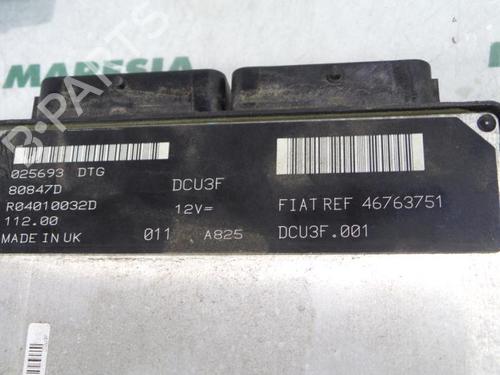 MADESIA
B-PARTS
025693 DTG
80847D
R04010032D
112.00
MADE IN UK
011 A825
DCU3F
12V=
FIAT REF 46763751
DCU3F.001